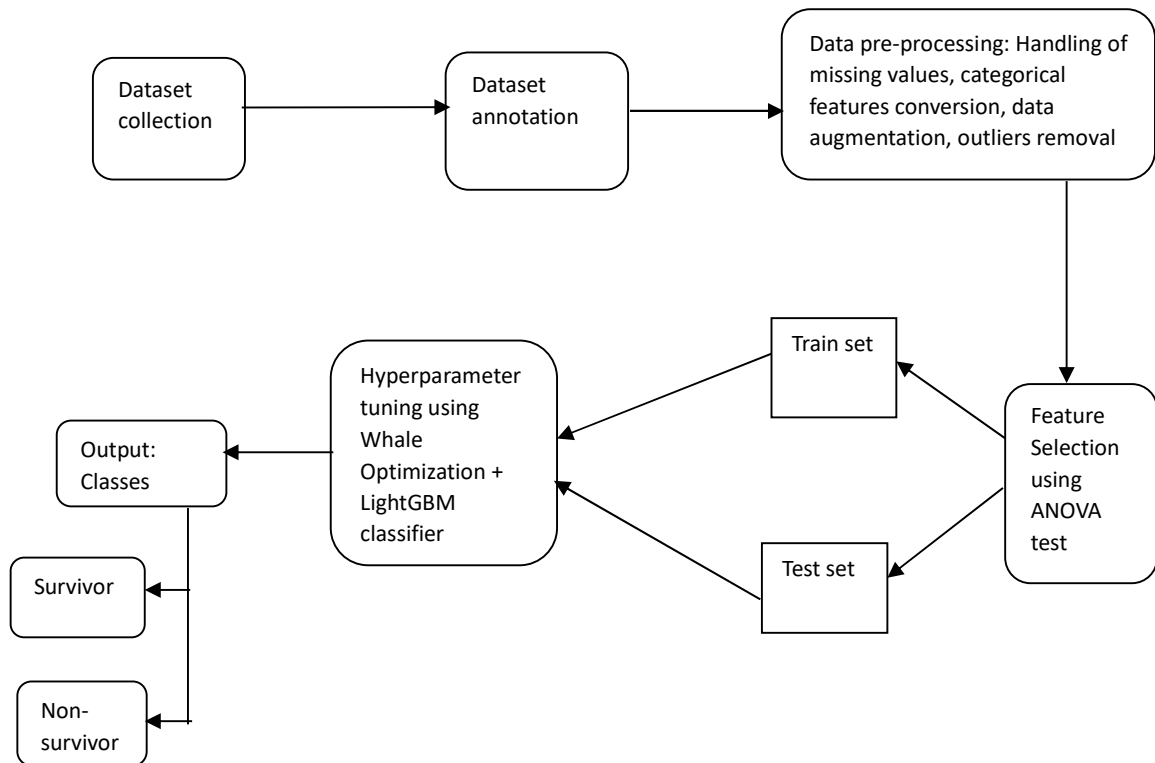 Dataset
collection
Dataset
annotation
Data pre-processing: Handling of
missing values, categorical
features conversion, data
augmentation, outliers removal
Feature
Selection
using
ANOVA
test
Train set
Test set
Hyperparameter
tuning using
Whale
Optimization +
LightGBM
classifier
Output:
Classes
Survivor
Non-
survivor